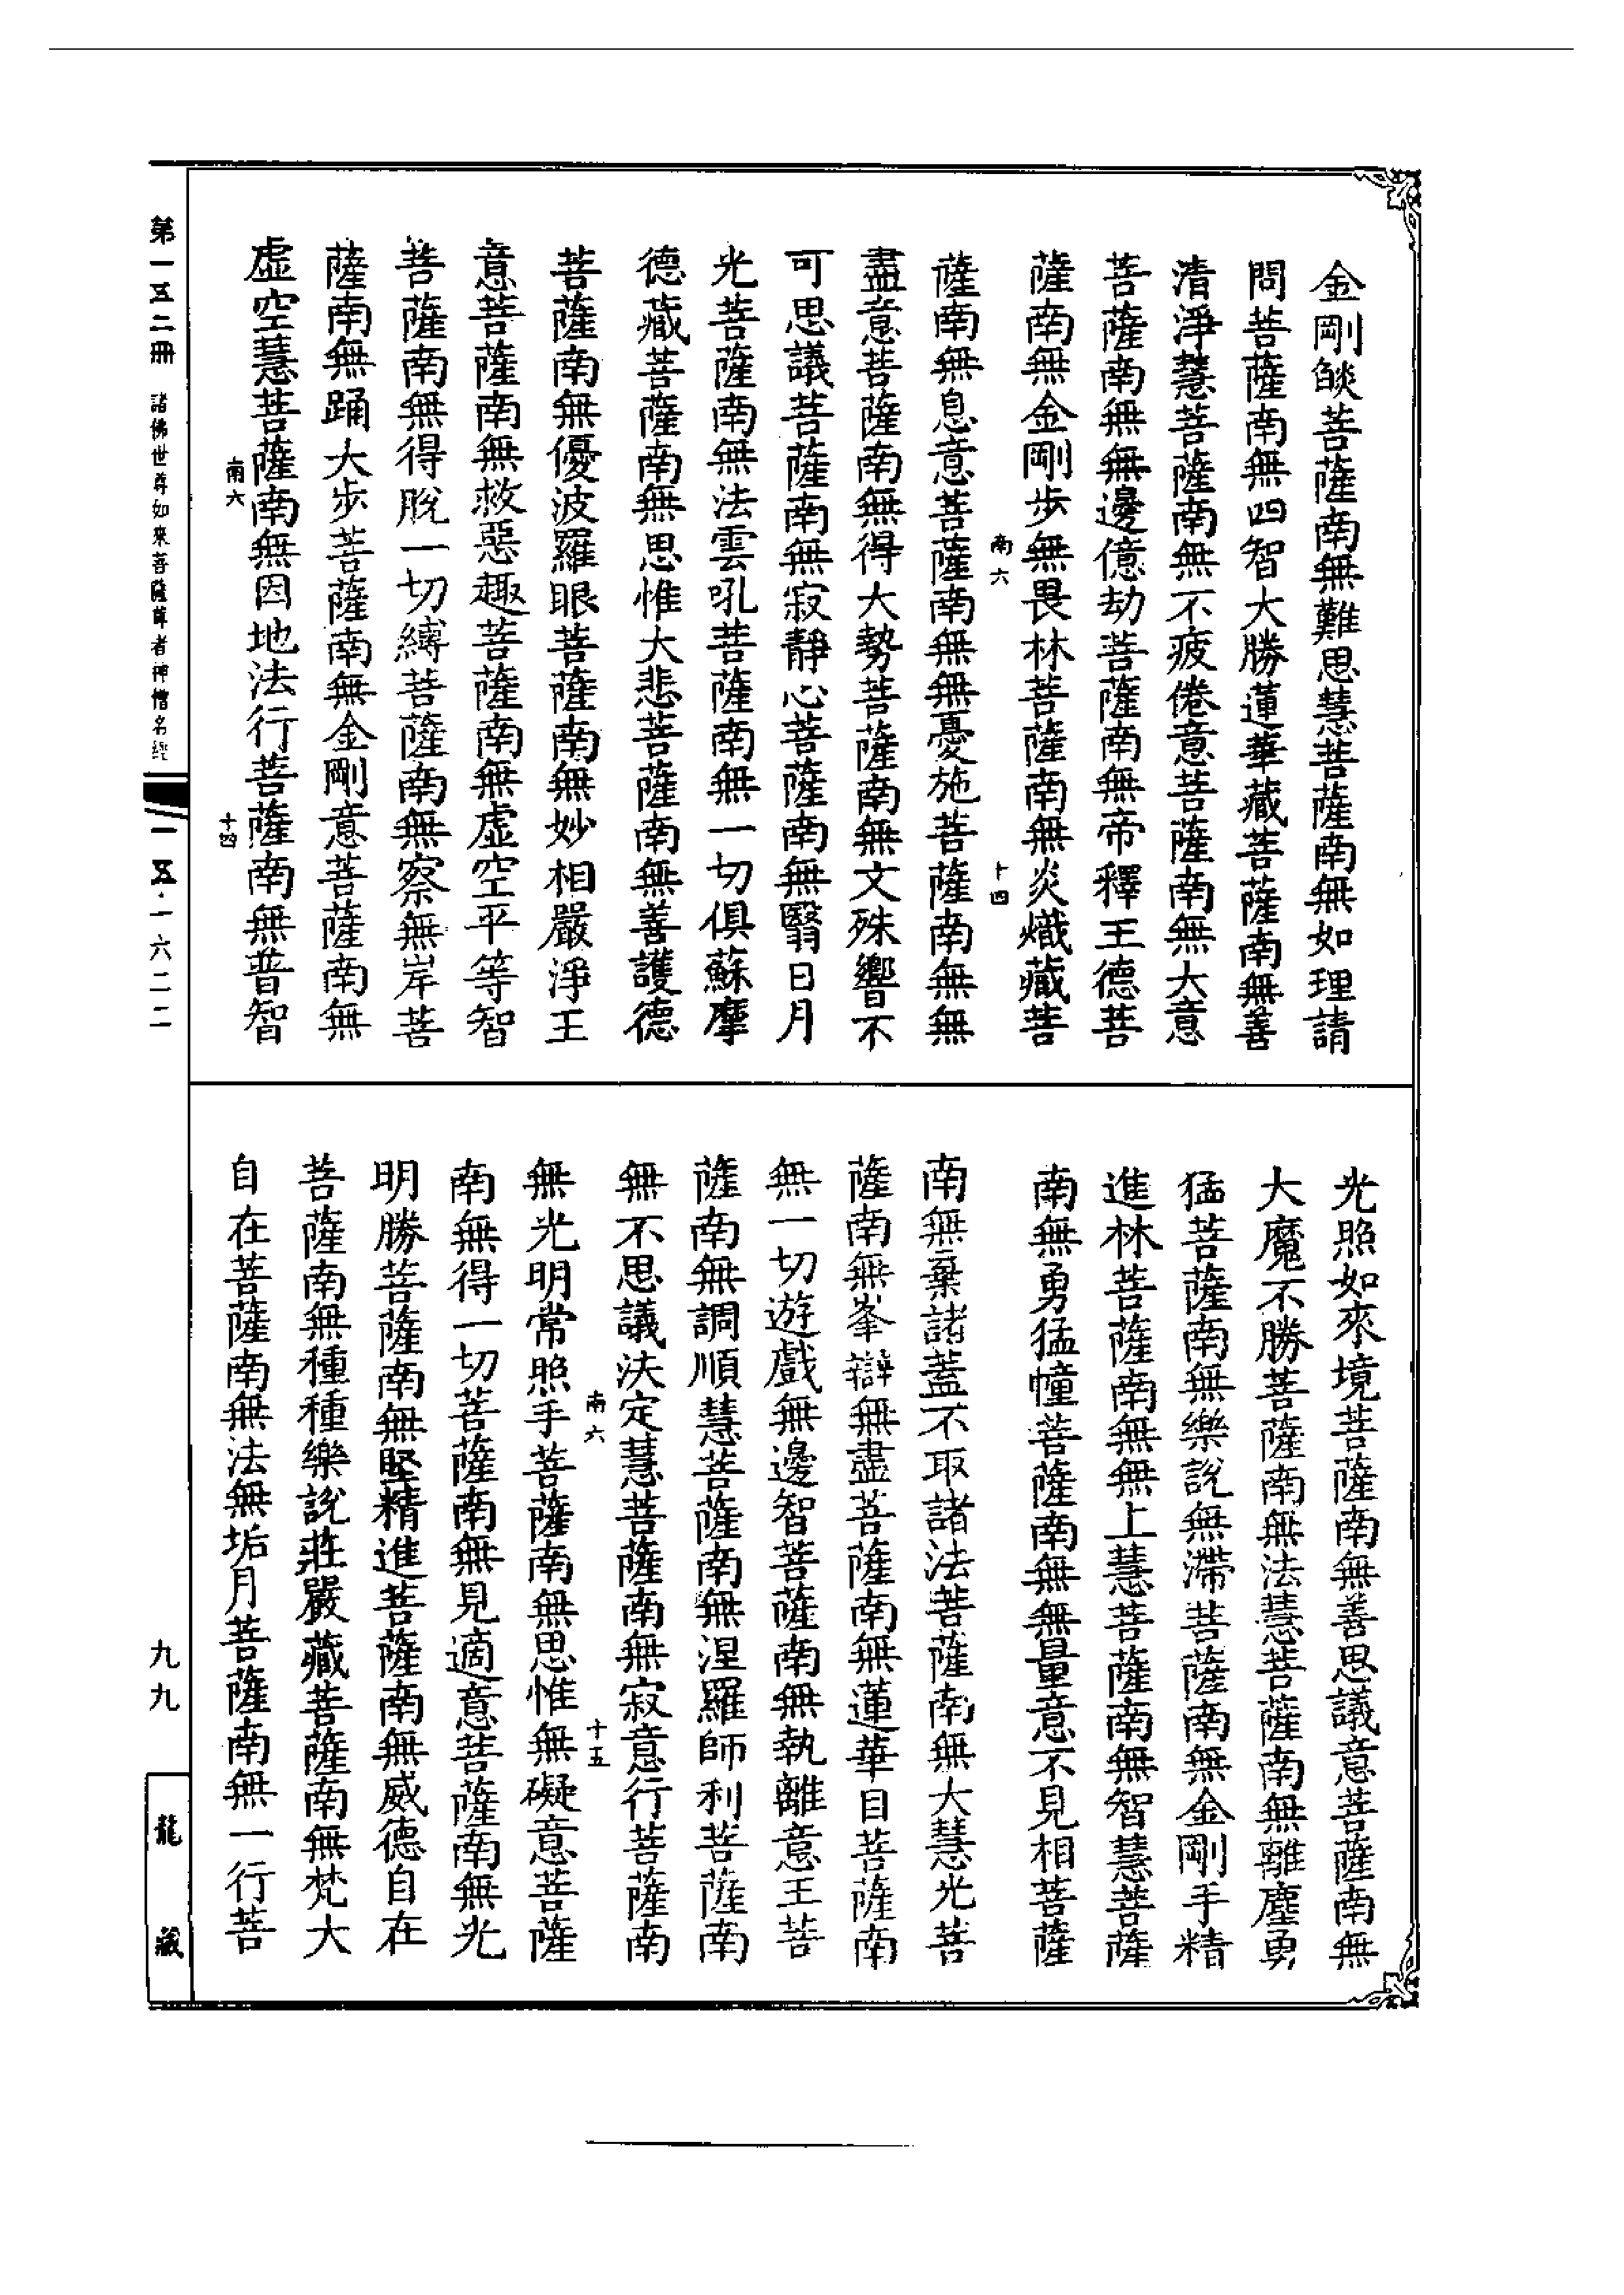 金剛燄菩薩南無難思慧菩薩南無如理請
問菩薩南無四智大勝蓮華藏菩薩南無善
清淨慧菩薩南無不疲倦意菩薩南無大意
菩薩南無無邊億劫菩薩南無帝釋王德菩
薩南無金剛步無畏林菩薩南無炎熾藏菩
南六
十四
薩南無息意菩薩南無無憂施菩薩南無無
盡意菩薩南無得大勢菩薩南無文殊響不
可思議菩薩南無寂靜心菩薩南無翳日月
光菩薩南無法雲吼菩薩南無一切俱蘇摩
德藏菩薩南無思惟大悲菩薩南無善護德
菩薩南無優波羅眼菩薩南無妙相嚴淨王
意菩薩南無救惡趣菩薩南無虛空平等智
菩薩南無得脫一切縛菩薩南無察無岸菩
薩南無踊大步菩薩南無金剛意菩薩南無
虛空慧菩薩南無因地法行菩薩南無普智
南六
十四
光照如來境菩薩南無善思議意菩薩南無
大魔不勝菩薩南無法慧菩薩南無離塵勇
猛菩薩南無樂說無滯菩薩南無金剛手精
進林菩薩南無無上慧菩薩南無智慧菩薩
南無勇猛幢菩薩南無無量意不見相菩薩
南無棄諸蓋不取諸法菩薩南無大慧光菩
薩南無峯辯無盡菩薩南無蓮華目菩薩南
無一切遊戲無邊智菩薩南無執離意王菩
薩南無調順慧菩薩南無涅羅師利菩薩南
無不思議決定慧菩薩南無寂意行菩薩南
南六
十五
無光明常照手菩薩南無思惟無礙意菩薩
南無得一切菩薩南無見適意菩薩南無光
明勝菩薩南無堅精進菩薩南無威德自在
菩薩南無種種樂說莊嚴藏菩薩南無梵大
自在菩薩南無法無垢月菩薩南無一行菩
第一五二冊 諸佛世尊如來菩薩尊者神僧名經
一五·一六二二
九九
龍藏